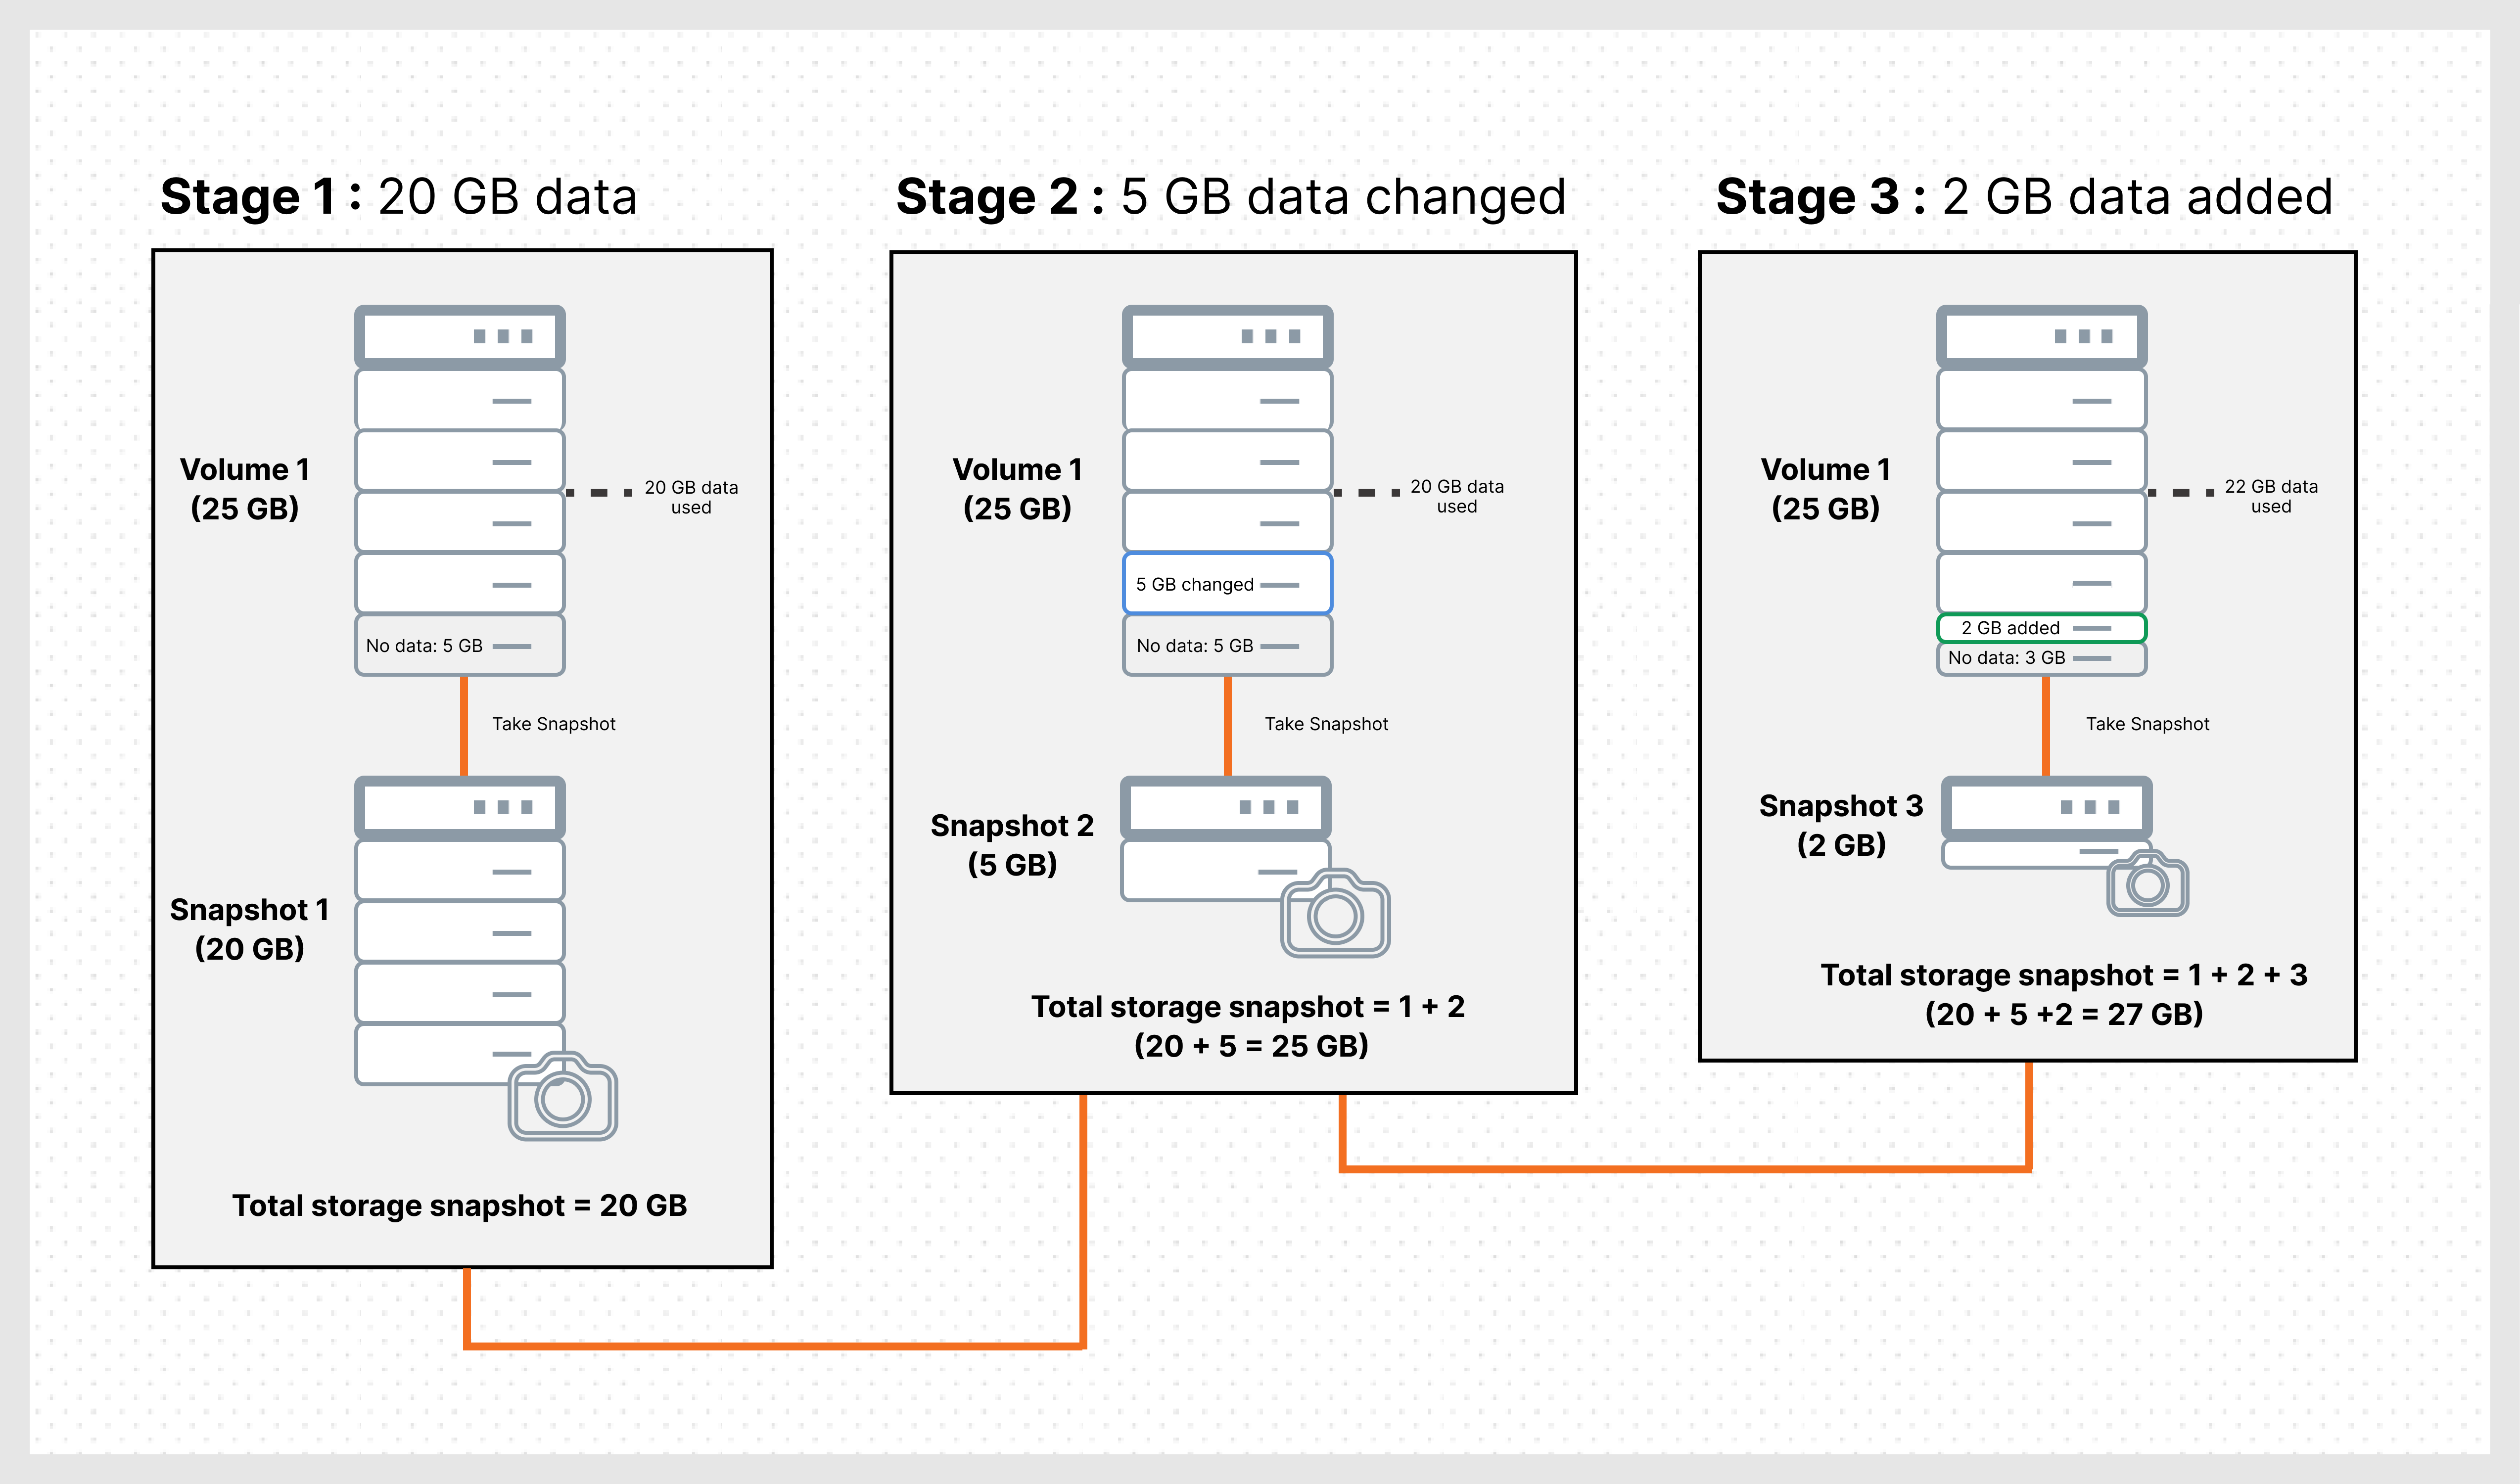 Stage 1 : 20 GB data
Volume 1
(25 GB)
20 GB data
used
No data: 5 GB
Take Snapshot
Snapshot 1
(20 GB)
Total storage snapshot = 20 GB
Stage 2 : 5 GB data changed
Volume 1
(25 GB)
20 GB data
used
5 GB changed
No data: 5 GB
Take Snapshot
Snapshot 2
(5 GB)
Total storage snapshot = 1 + 2
(20 + 5 = 25 GB)
Stage 3 : 2 GB data added
Volume 1
(25 GB)
22 GB data
used
2 GB added
No data: 3 GB
Take Snapshot
Snapshot 3
(2 GB)
Total storage snapshot = 1 + 2 + 3
(20 + 5 +2 = 27 GB)